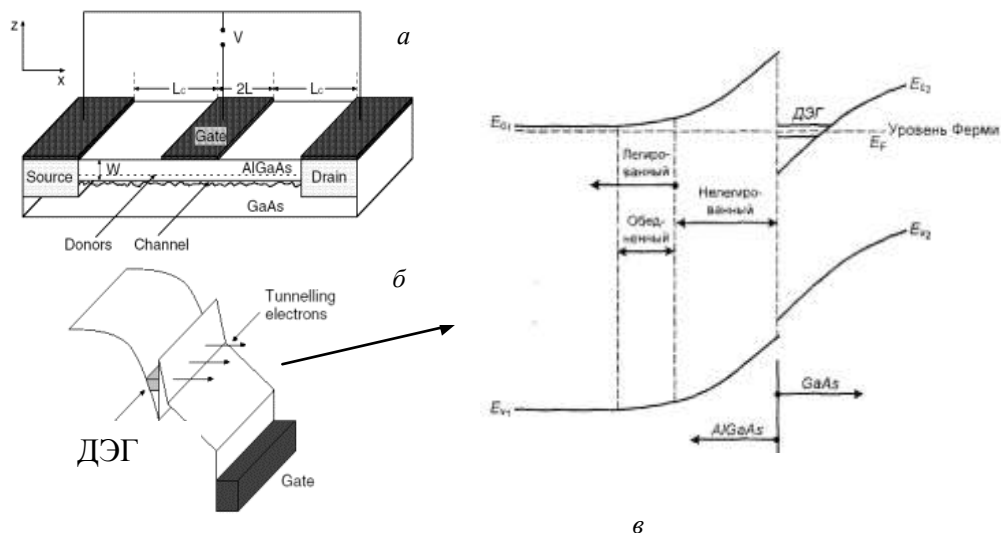 z
x
V
а
Lc 2L Lc
Gate
Source
W
AlGaAs
Drain
GaAs
Donors
Channel
б
Tunnelling
electrons
ДЭГ
Gate
Ec1
Ec2
ДЭГ
Уровень Ферми
EF
Легиро-
ванный
Нелегиро-
ванный
Обед-
ненный
Ev2
Ev1
GaAs
AlGaAs
в